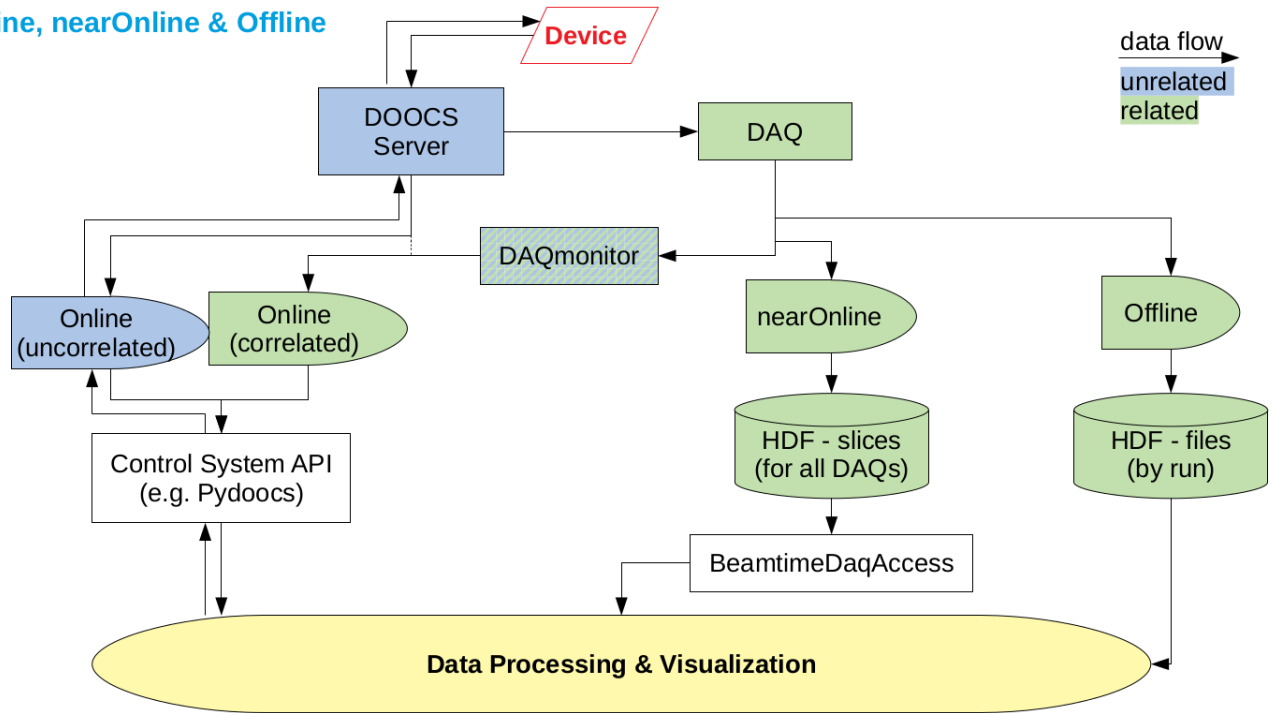 ine, nearOnline & Offline
Device
data flow
unrelated
related
DOOCS
Server
DAQ
DAQmonitor
Online
(uncorrelated)
Online
(correlated)
nearOnline
Offline
HDF - slices
(for all DAQs)
HDF - files
(by run)
Control System API
(e.g. Pydoocs)
BeamtimeDaqAccess
Data Processing & Visualization